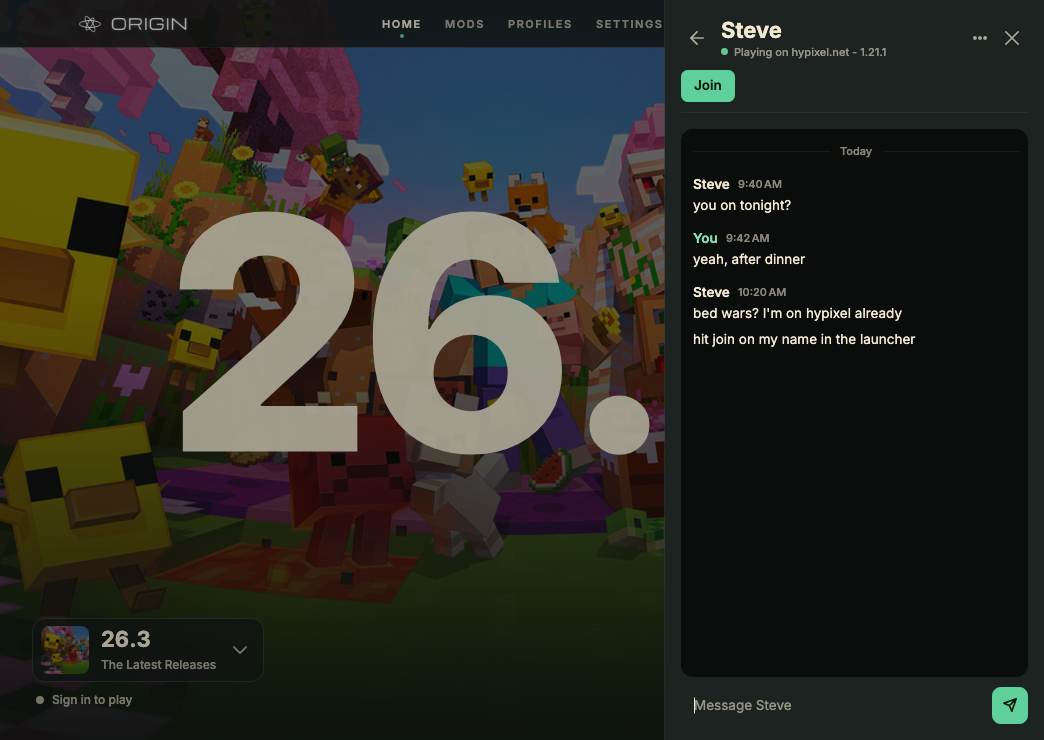 ORIGIN
HOME MODS PROFILES SETTINGS
26.
26.3
The Latest Releases
Sign in to play
Steve
Playing on hypixel.net - 1.21.1
Join
Today
Steve 9:40 AM
you on tonight?
You 9:42 AM
yeah, after dinner
Steve 10:20 AM
bed wars? I'm on hypixel already
hit join on my name in the launcher
Message Steve